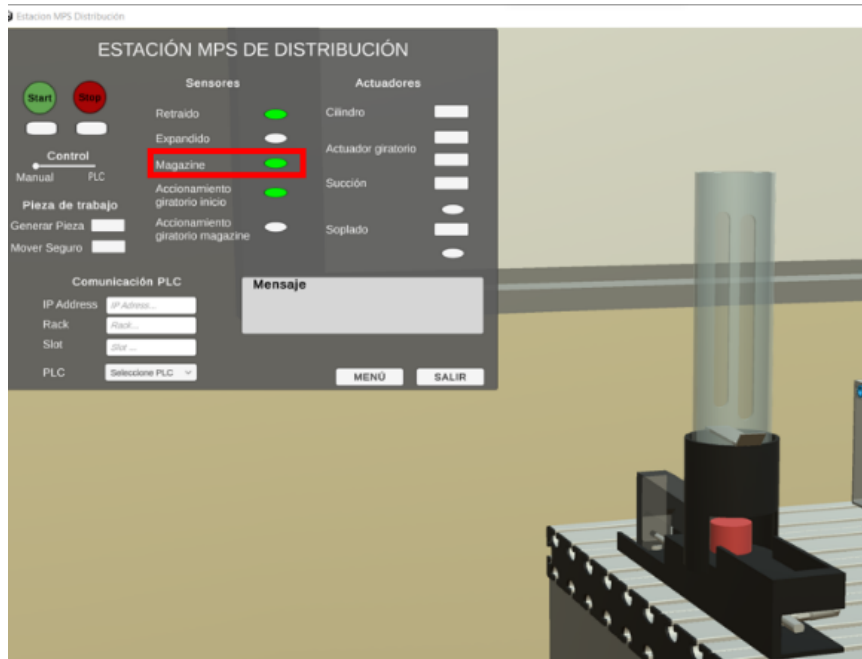 Estacion MPS Distribución
ESTACIÓN MPS DE DISTRIBUCIÓN
Start
Stop
Control
Manual
PLC
Pieza de trabajo
Generar Pieza
Mover Seguro
Sensores
Retraido
Expandido
Magazine
Accionamiento
giratorio inicio
Accionamiento
giratorio magazine
Actuadores
Cilindro
Actuador giratorio
Succión
Soplado
Comunicación PLC
IP Address
IP Adress...
Rack
Rack...
Slot
Slot ...
PLC
Seleccione PLC
Mensaje
MENÚ
SALIR